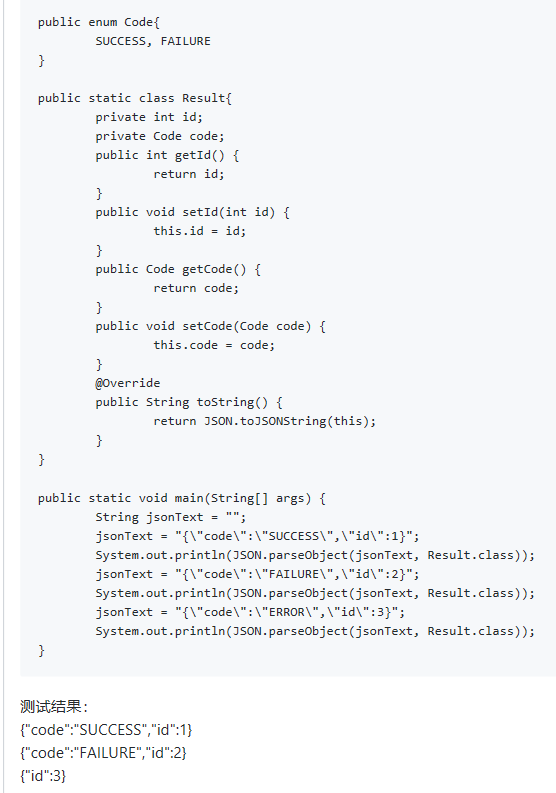 public enum Code{
SUCCESS, FAILURE
}
public static class Result{
private int id;
private Code code;
public int getId() {
return id;
}
public void setId(int id) {
this.id = id;
}
public Code getCode() {
return code;
}
public void setCode(Code code) {
this.code = code;
}
@Override
public String toString() {
return JSON.toJSONString(this);
}
}
public static void main(String[] args) {
String jsonText = "";
jsonText = "{\"code\":\"SUCCESS\",\"id\":1}";
System.out.println(JSON.parseObject(jsonText, Result.class));
jsonText = "{\"code\":\"FAILURE\",\"id\":2}";
System.out.println(JSON.parseObject(jsonText, Result.class));
jsonText = "{\"code\":\"ERROR\",\"id\":3}";
System.out.println(JSON.parseObject(jsonText, Result.class));
}
测试结果：
{"code":"SUCCESS","id":1}
{"code":"FAILURE","id":2}
{"id":3}